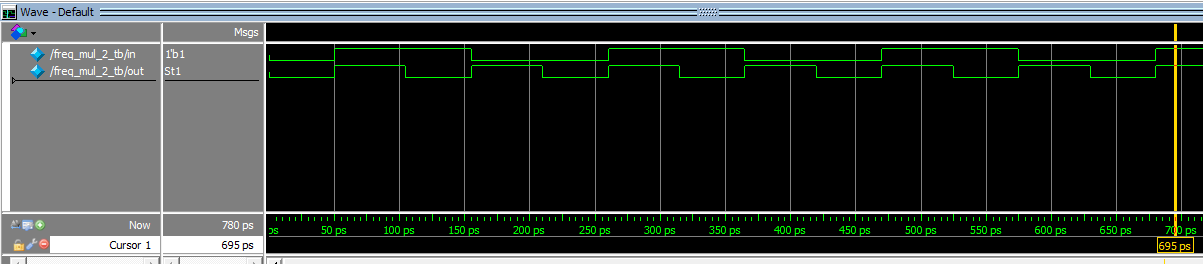 Wave - Default
Msgs
/freq_mul_2_tb/in 1'b1
/freq_mul_2_tb/out St1
Now 780 ps
ps 50 ps 100 ps 150 ps 200 ps 250 ps 300 ps 350 ps 400 ps 450 ps 500 ps 550 ps 600 ps 650 ps 700 ps
Cursor 1 695 ps
695 ps